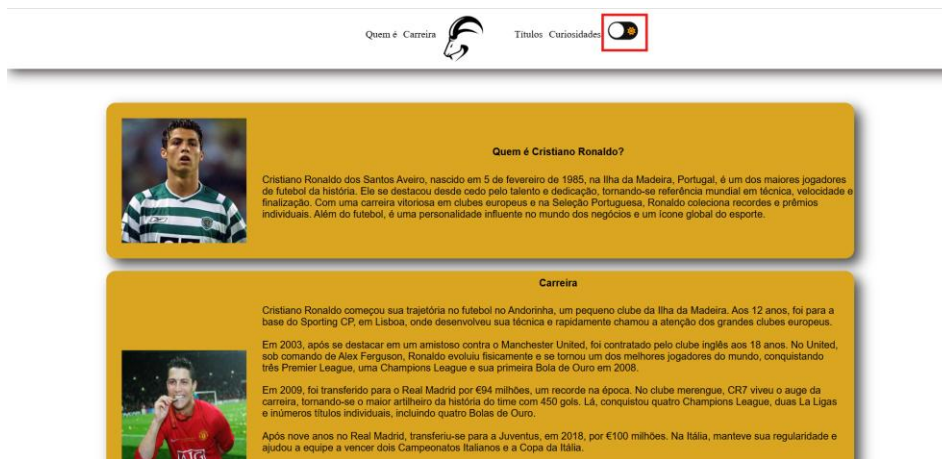 Quem é Carreira Títulos Curiosidades
Quem é Cristiano Ronaldo?
Cristiano Ronaldo dos Santos Aveiro, nascido em 5 de fevereiro de 1985, na Ilha da Madeira, Portugal, é um dos maiores jogadores
de futebol da história. Ele se destacou desde cedo pelo talento e dedicação, tornando-se referência mundial em técnica, velocidade e
finalização. Com uma carreira vitoriosa em clubes europeus e na Seleção Portuguesa, Ronaldo coleciona recordes e prêmios
individuais. Além do futebol, é uma personalidade influente no mundo dos negócios e um ícone global do esporte.
Carreira
Cristiano Ronaldo começou sua trajetória no futebol no Andorinha, um pequeno clube da Ilha da Madeira. Aos 12 anos, foi para a
base do Sporting CP, em Lisboa, onde desenvolveu sua técnica e rapidamente chamou a atenção dos grandes clubes europeus.
Em 2003, após se destacar em um amistoso contra o Manchester United, foi contratado pelo clube inglês aos 18 anos. No United,
sob comando de Alex Ferguson, Ronaldo evoluiu fisicamente e se tornou um dos melhores jogadores do mundo, conquistando
três Premier League, uma Champions League e sua primeira Bola de Ouro em 2008.
Em 2009, foi transferido para o Real Madrid por €94 milhões, um recorde na época. No clube merengue, CR7 viveu o auge da
carreira, tornando-se o maior artilheiro da história do time com 450 gols. Lá, conquistou quatro Champions League, duas La Ligas
e inúmeros títulos individuais, incluindo quatro Bolas de Ouro.
Após nove anos no Real Madrid, transferiu-se para a Juventus, em 2018, por €100 milhões. Na Itália, manteve sua regularidade e
ajudou a equipe a vencer dois Campeonatos Italianos e a Copa da Itália.
AIG